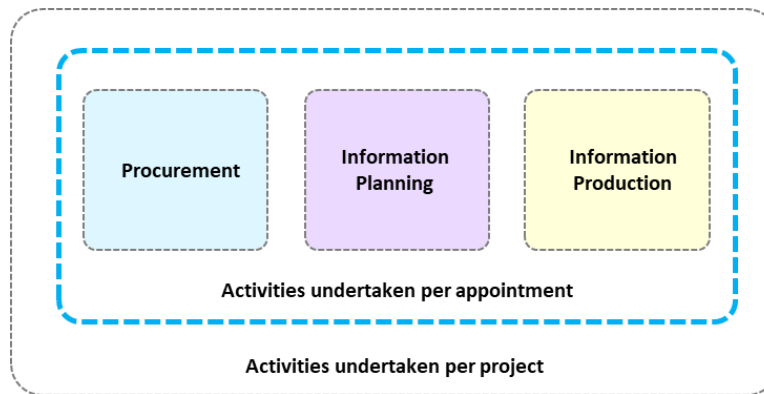 Procurement
Information
Planning
Information
Production
Activities undertaken per appointment
Activities undertaken per project